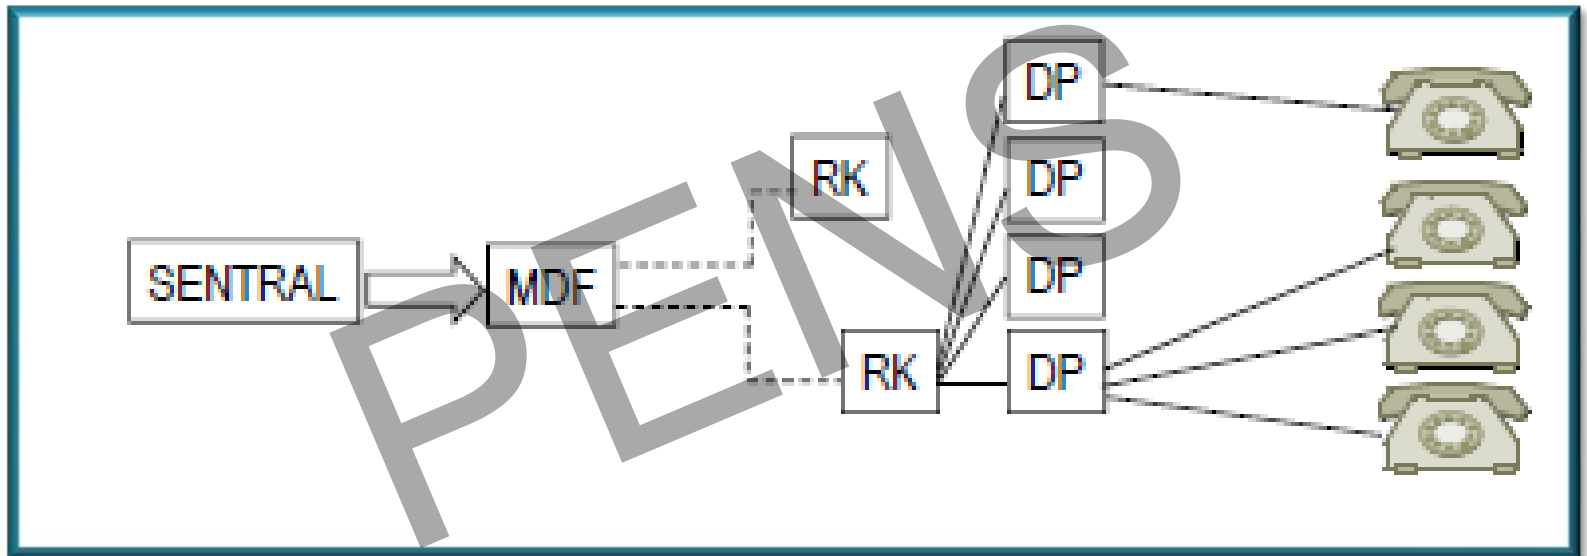 DP
RK
DP
SENTRAL
MDF
DP
RK
DP
PENS